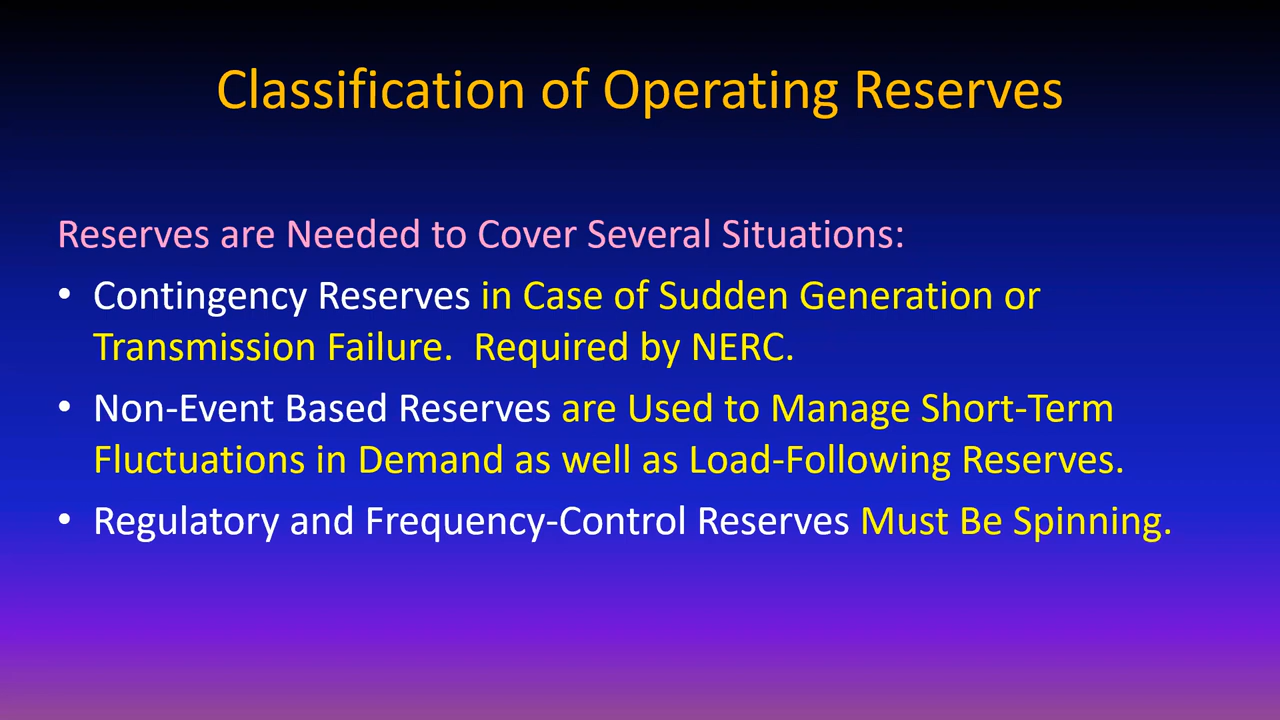 Classification of Operating Reserves
Reserves are Needed to Cover Several Situations:
• Contingency Reserves in Case of Sudden Generation or
Transmission Failure.  Required by NERC.
• Non-Event Based Reserves are Used to Manage Short-Term
Fluctuations in Demand as well as Load-Following Reserves.
• Regulatory and Frequency-Control Reserves Must Be Spinning.